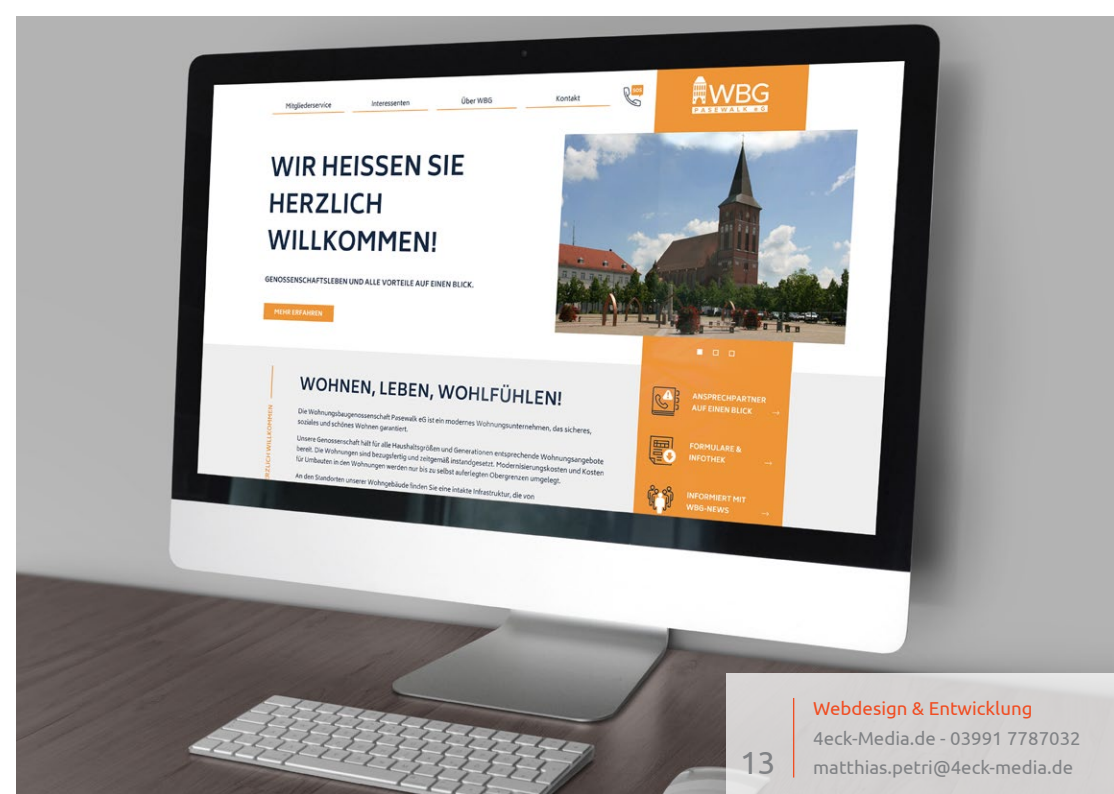 Mitgliederservice
Interessenten
Über WBG
Kontakt
SOS
WBG
PASEWALK eG
WIR HEISSEN SIE
HERZLICH
WILLKOMMEN!
GENOSSENSCHAFTSLEBEN UND ALLE VORTEILE AUF EINEN BLICK.
MEHR ERFAHREN
WOHNEN, LEBEN, WOHLFÜHLEN!
Die Wohnungsbaugenossenschaft Pasewalk eG ist ein modernes Wohnungsunternehmen, das sicheres,
soziales und schönes Wohnen garantiert.
Unsere Genossenschaft hält für alle Haushaltsgrößen und Generationen entsprechende Wohnungsangebote
bereit. Die Wohnungen sind bezugsfertig und zeitgemäß instandgesetzt. Modernisierungskosten und Kosten
für Umbauten in den Wohnungen werden nur bis zu selbst auferlegten Obergrenzen umgelegt.
An den Standorten unserer Wohngebäude finden Sie eine intakte Infrastruktur, die von
RZLICH WILLKOMMEN
ANSPRECHPARTNER
AUF EINEN BLICK →
FORMULARE &
INFOTHEK →
INFORMIERT MIT
WBG-NEWS →
13
Webdesign & Entwicklung
4eck-Media.de - 03991 7787032
matthias.petri@4eck-media.de